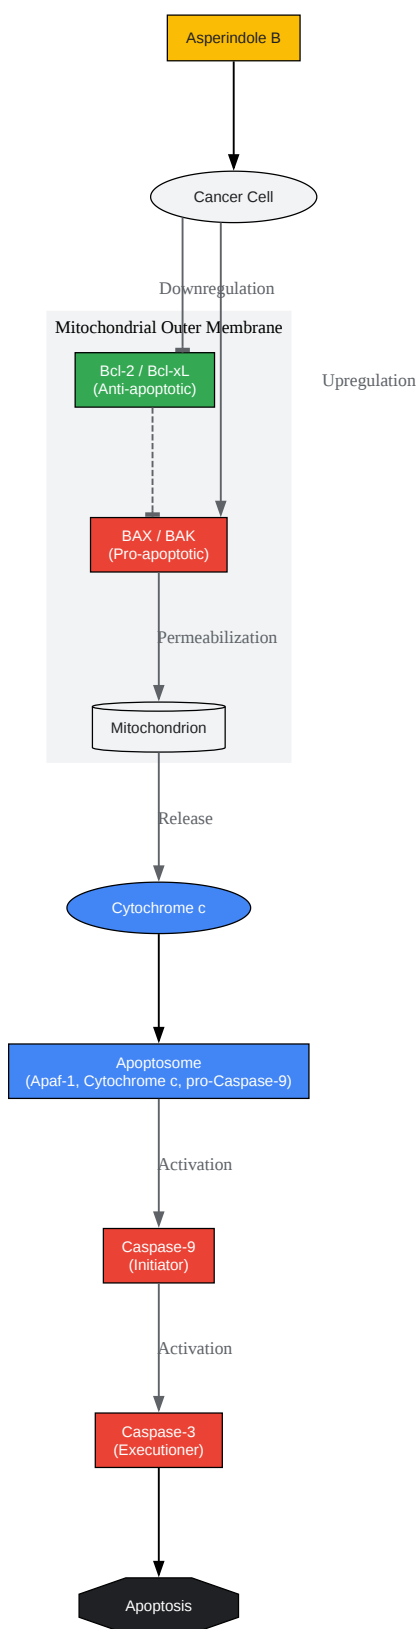 Asperindole B
Cancer Cell
Downregulation
Mitochondrial Outer Membrane
Bcl-2 / Bcl-xL
(Anti-apoptotic)
Upregulation
BAX / BAK
(Pro-apoptotic)
Permeabilization
Mitochondrion
Release
Cytochrome c
Apoptosome
(Apaf-1, Cytochrome c, pro-Caspase-9)
Activation
Caspase-9
(Initiator)
Activation
Caspase-3
(Executioner)
Apoptosis